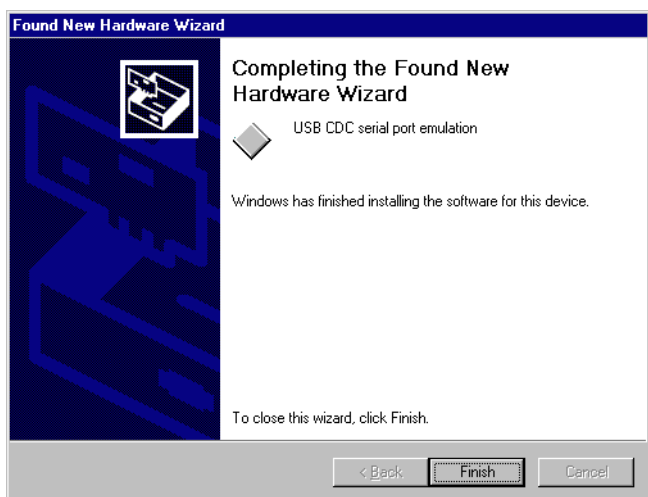 Found New Hardware Wizard
Completing the Found New
Hardware Wizard
USB CDC serial port emulation
Windows has finished installing the software for this device.
To close this wizard, click Finish.
< Back
Finish
Cancel